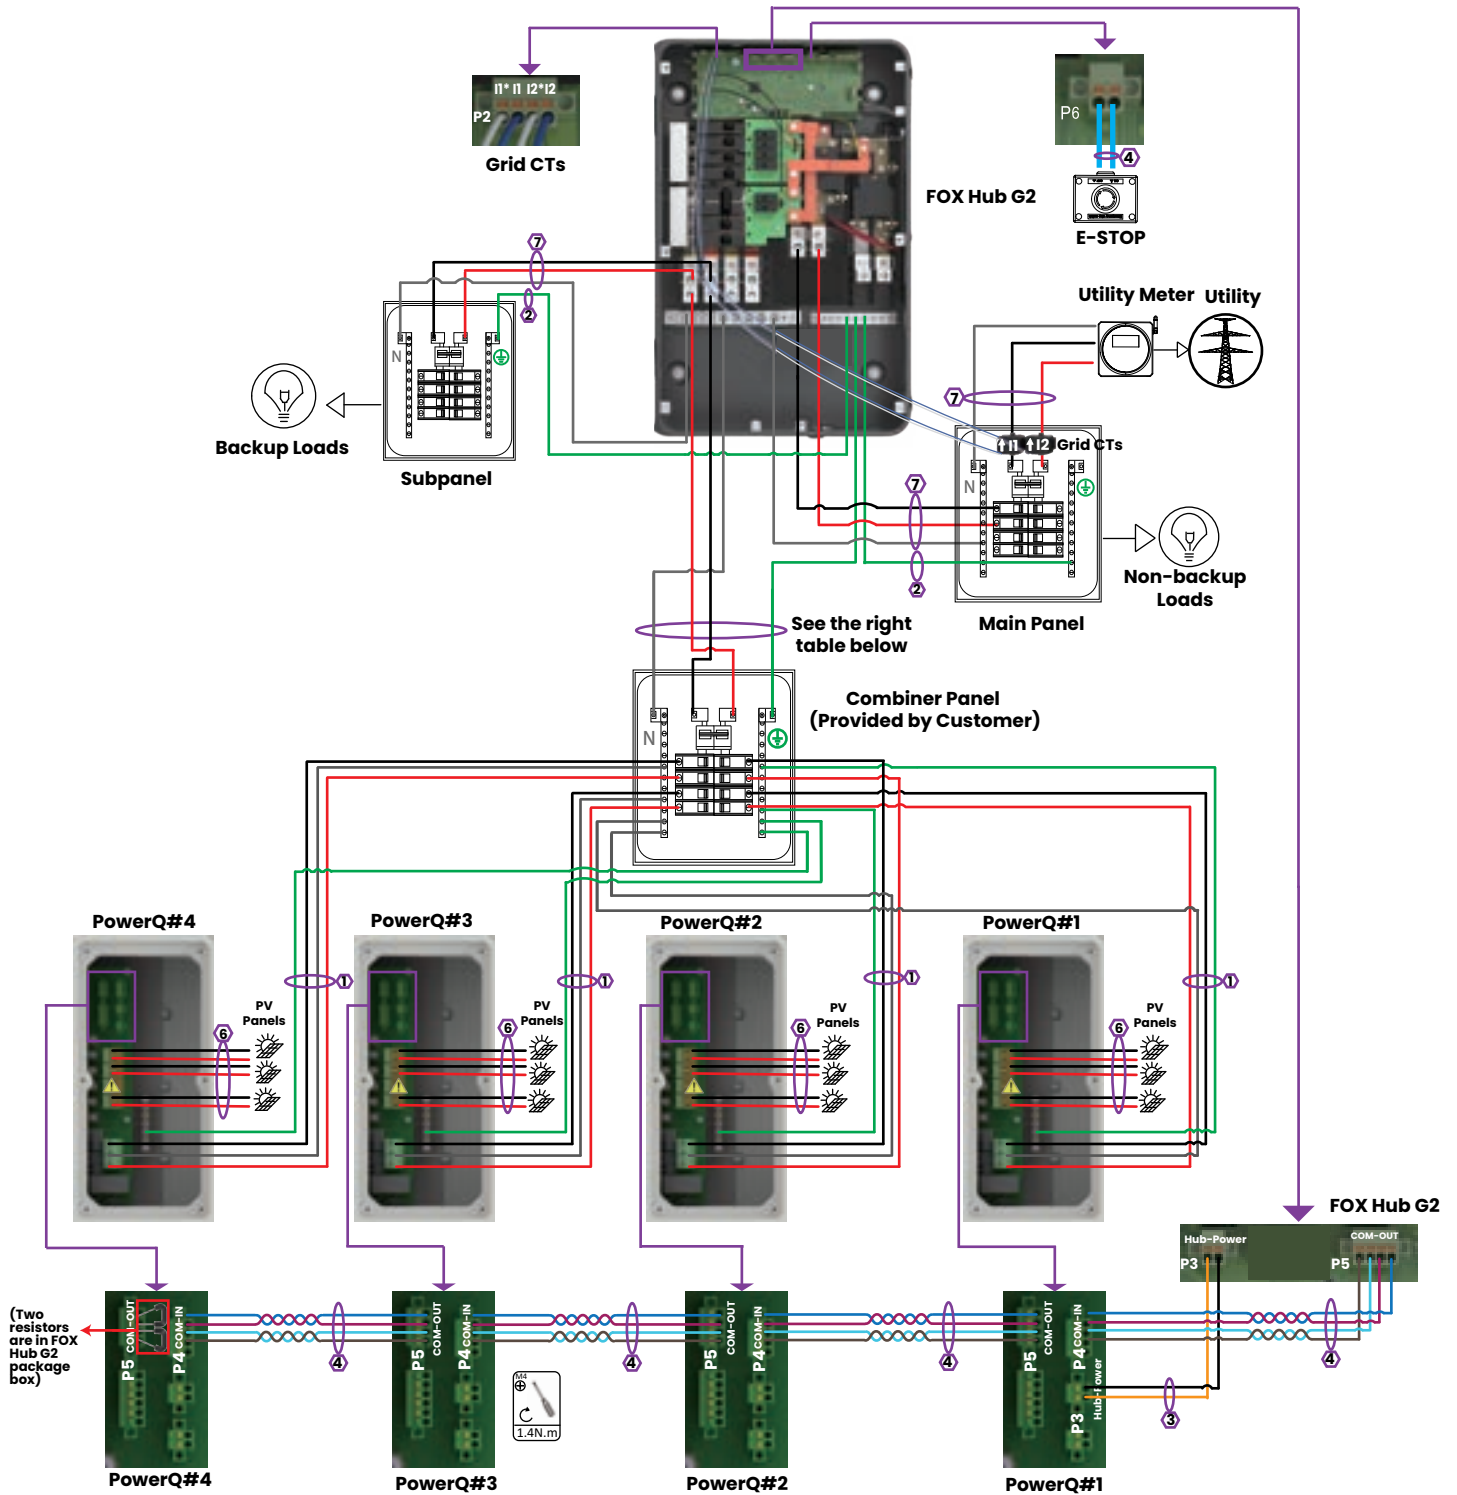 I1* I1 I2* I2
P2
Grid CTs
P6
4
E-STOP
FOX Hub G2
7
2
Utility Meter
Utility
N
Backup Loads
Subpanel
7
I1
I2
Grid CTs
N
7
2
Non-backup
Loads
Main Panel
See the right
table below
Combiner Panel
(Provided by Customer)
N
PowerQ#4
PowerQ#3
PowerQ#2
PowerQ#1
1
1
1
1
PV
Panels
6
PV
Panels
6
PV
Panels
6
PV
Panels
6
FOX Hub G2
Hub-Power
P3
COM-OUT
P5
(Two
resistors
are in FOX
Hub G2
package
box)
COM-OUT
P5
COM-IN
P4
4
COM-OUT
P5
COM-IN
P4
4
COM-OUT
P5
COM-IN
P4
4
COM-OUT
P5
COM-IN
P4
Hub-Power
P3
4
3
M4
1.4N.m
PowerQ#4
PowerQ#3
PowerQ#2
PowerQ#1